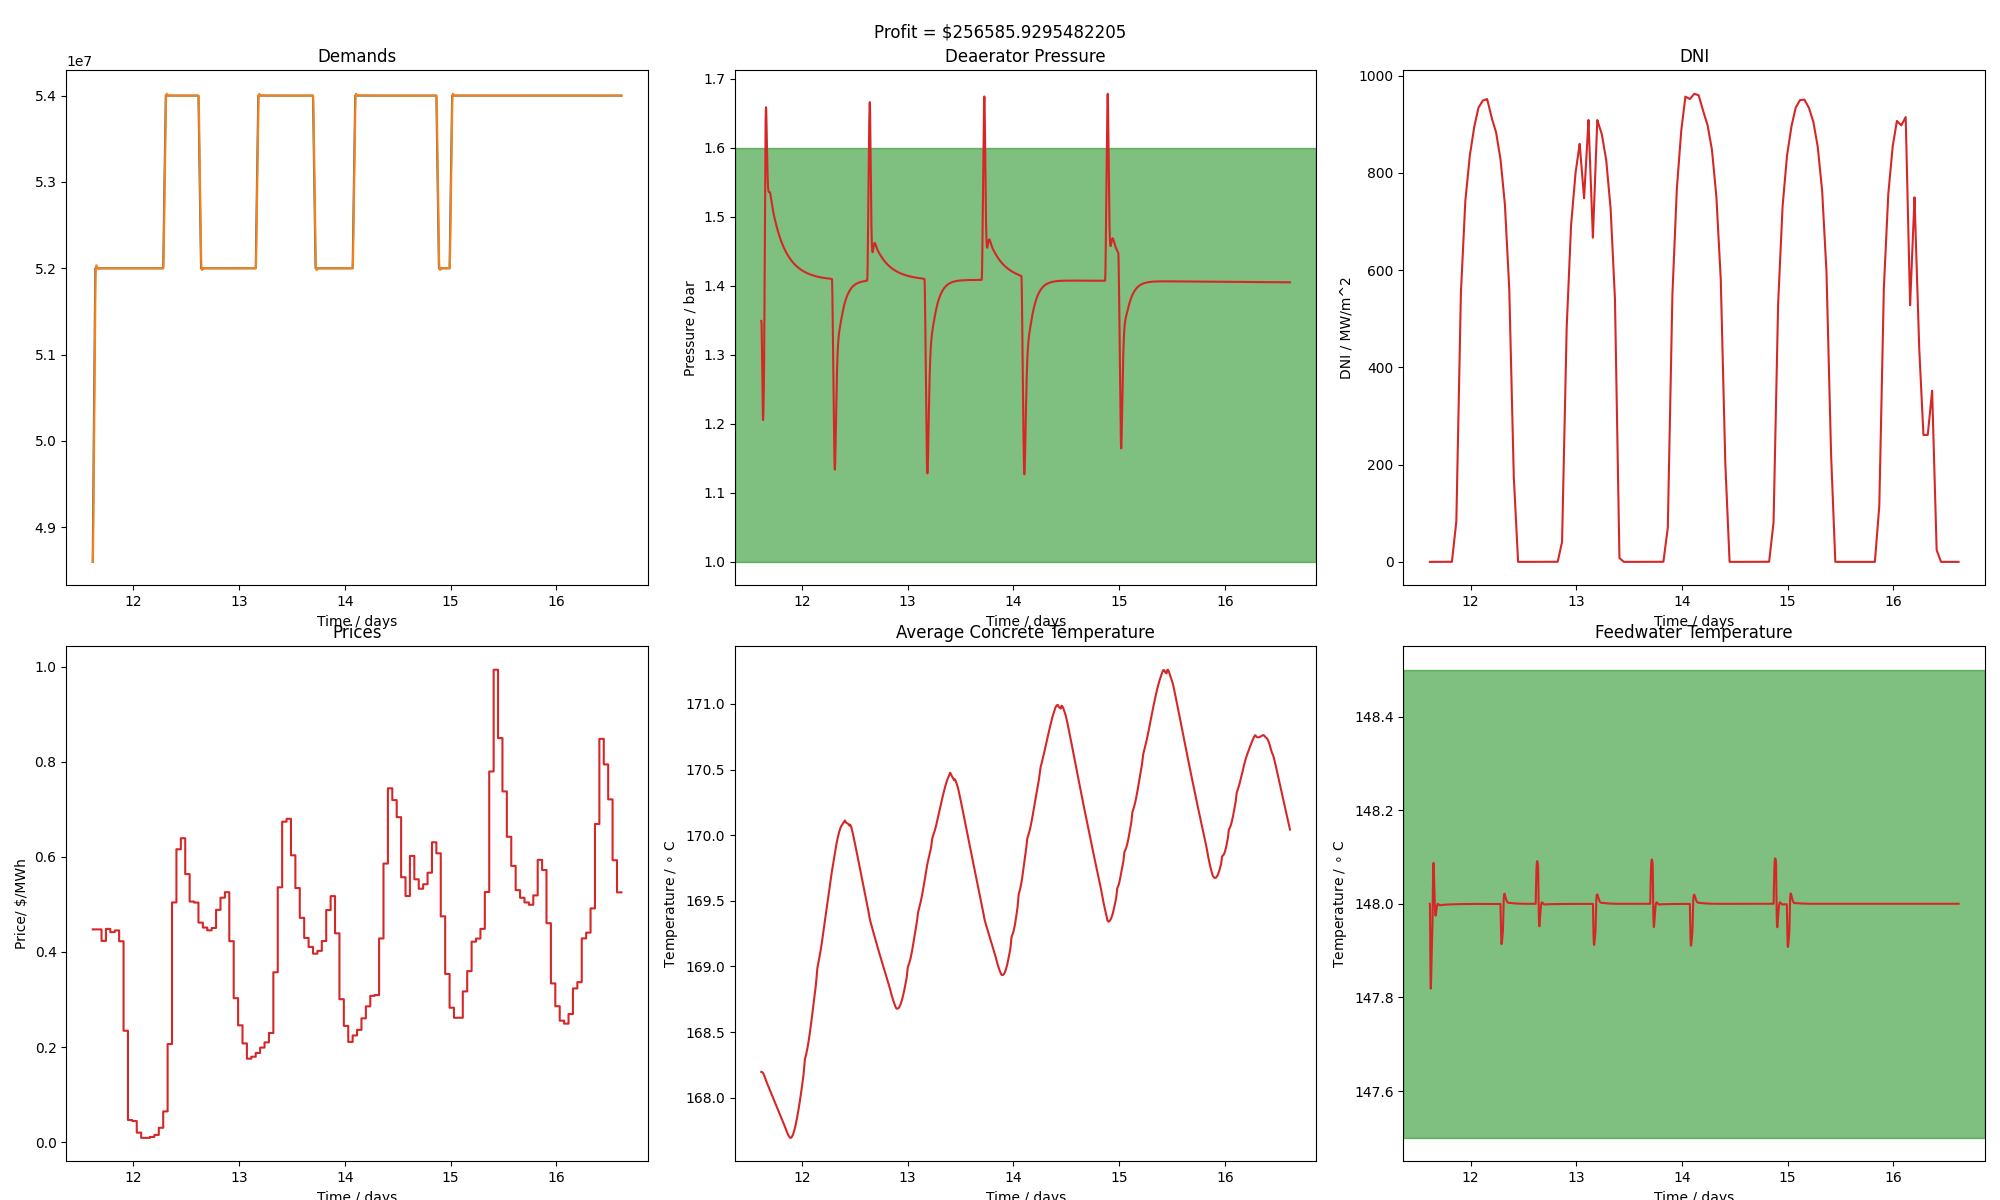 Profit = $256585.9295482205
Demands
1e7
5.4
5.3
5.2
5.1
5.0
4.9
12 13 14 15 16
Time / days
Deaerator Pressure
Pressure / bar
1.7
1.6
1.5
1.4
1.3
1.2
1.1
1.0
12 13 14 15 16
Time / days
DNI
DNI / MW/m^2
1000
800
600
400
200
0
12 13 14 15 16
Time / days
Prices
Price/ $/MWh
1.0
0.8
0.6
0.4
0.2
0.0
12 13 14 15 16
Time / days
Average Concrete Temperature
Temperature / ∘ C
171.0
170.5
170.0
169.5
169.0
168.5
168.0
12 13 14 15 16
Time / days
Feedwater Temperature
Temperature / ∘ C
148.4
148.2
148.0
147.8
147.6
12 13 14 15 16
Time / days